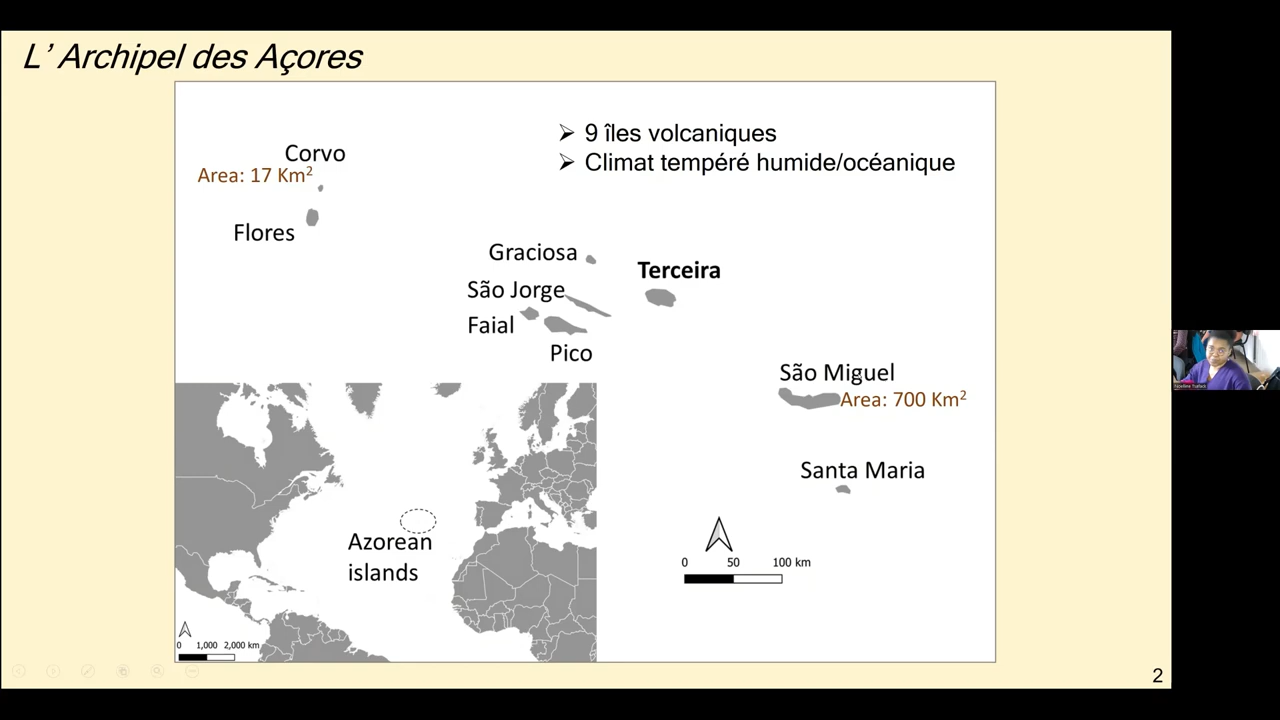 L' Archipel des Açores
➢ 9 îles volcaniques
➢ Climat tempéré humide/océanique
Corvo
Area: 17 Km²
Flores
Graciosa
Terceira
São Jorge
Faial
Pico
São Miguel
Area: 700 Km²
Santa Maria
Azorean
islands
0 50 100 km
0 1,000 2,000 km
2